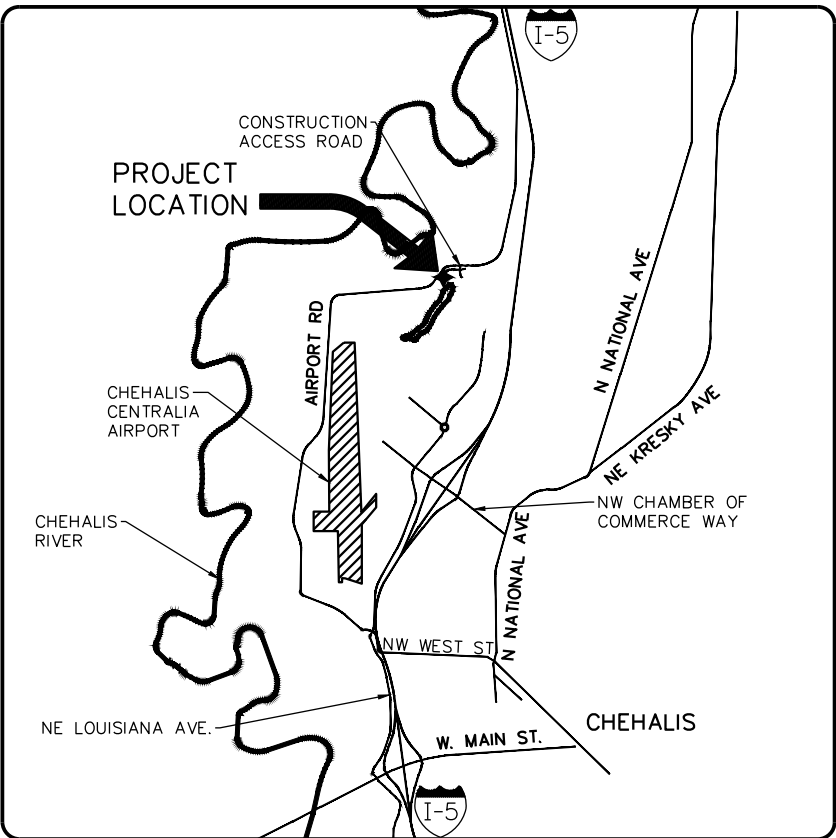 I-5
CONSTRUCTION
ACCESS ROAD
PROJECT
LOCATION
N NATIONAL AVE
AIRPORT RD
CHEHALIS
CENTRALIA
AIRPORT
NE KRESKY AVE
NW CHAMBER OF
COMMERCE WAY
CHEHALIS
RIVER
N NATIONAL AVE
NW WEST ST
NE LOUISIANA AVE.
CHEHALIS
W. MAIN ST.
I-5